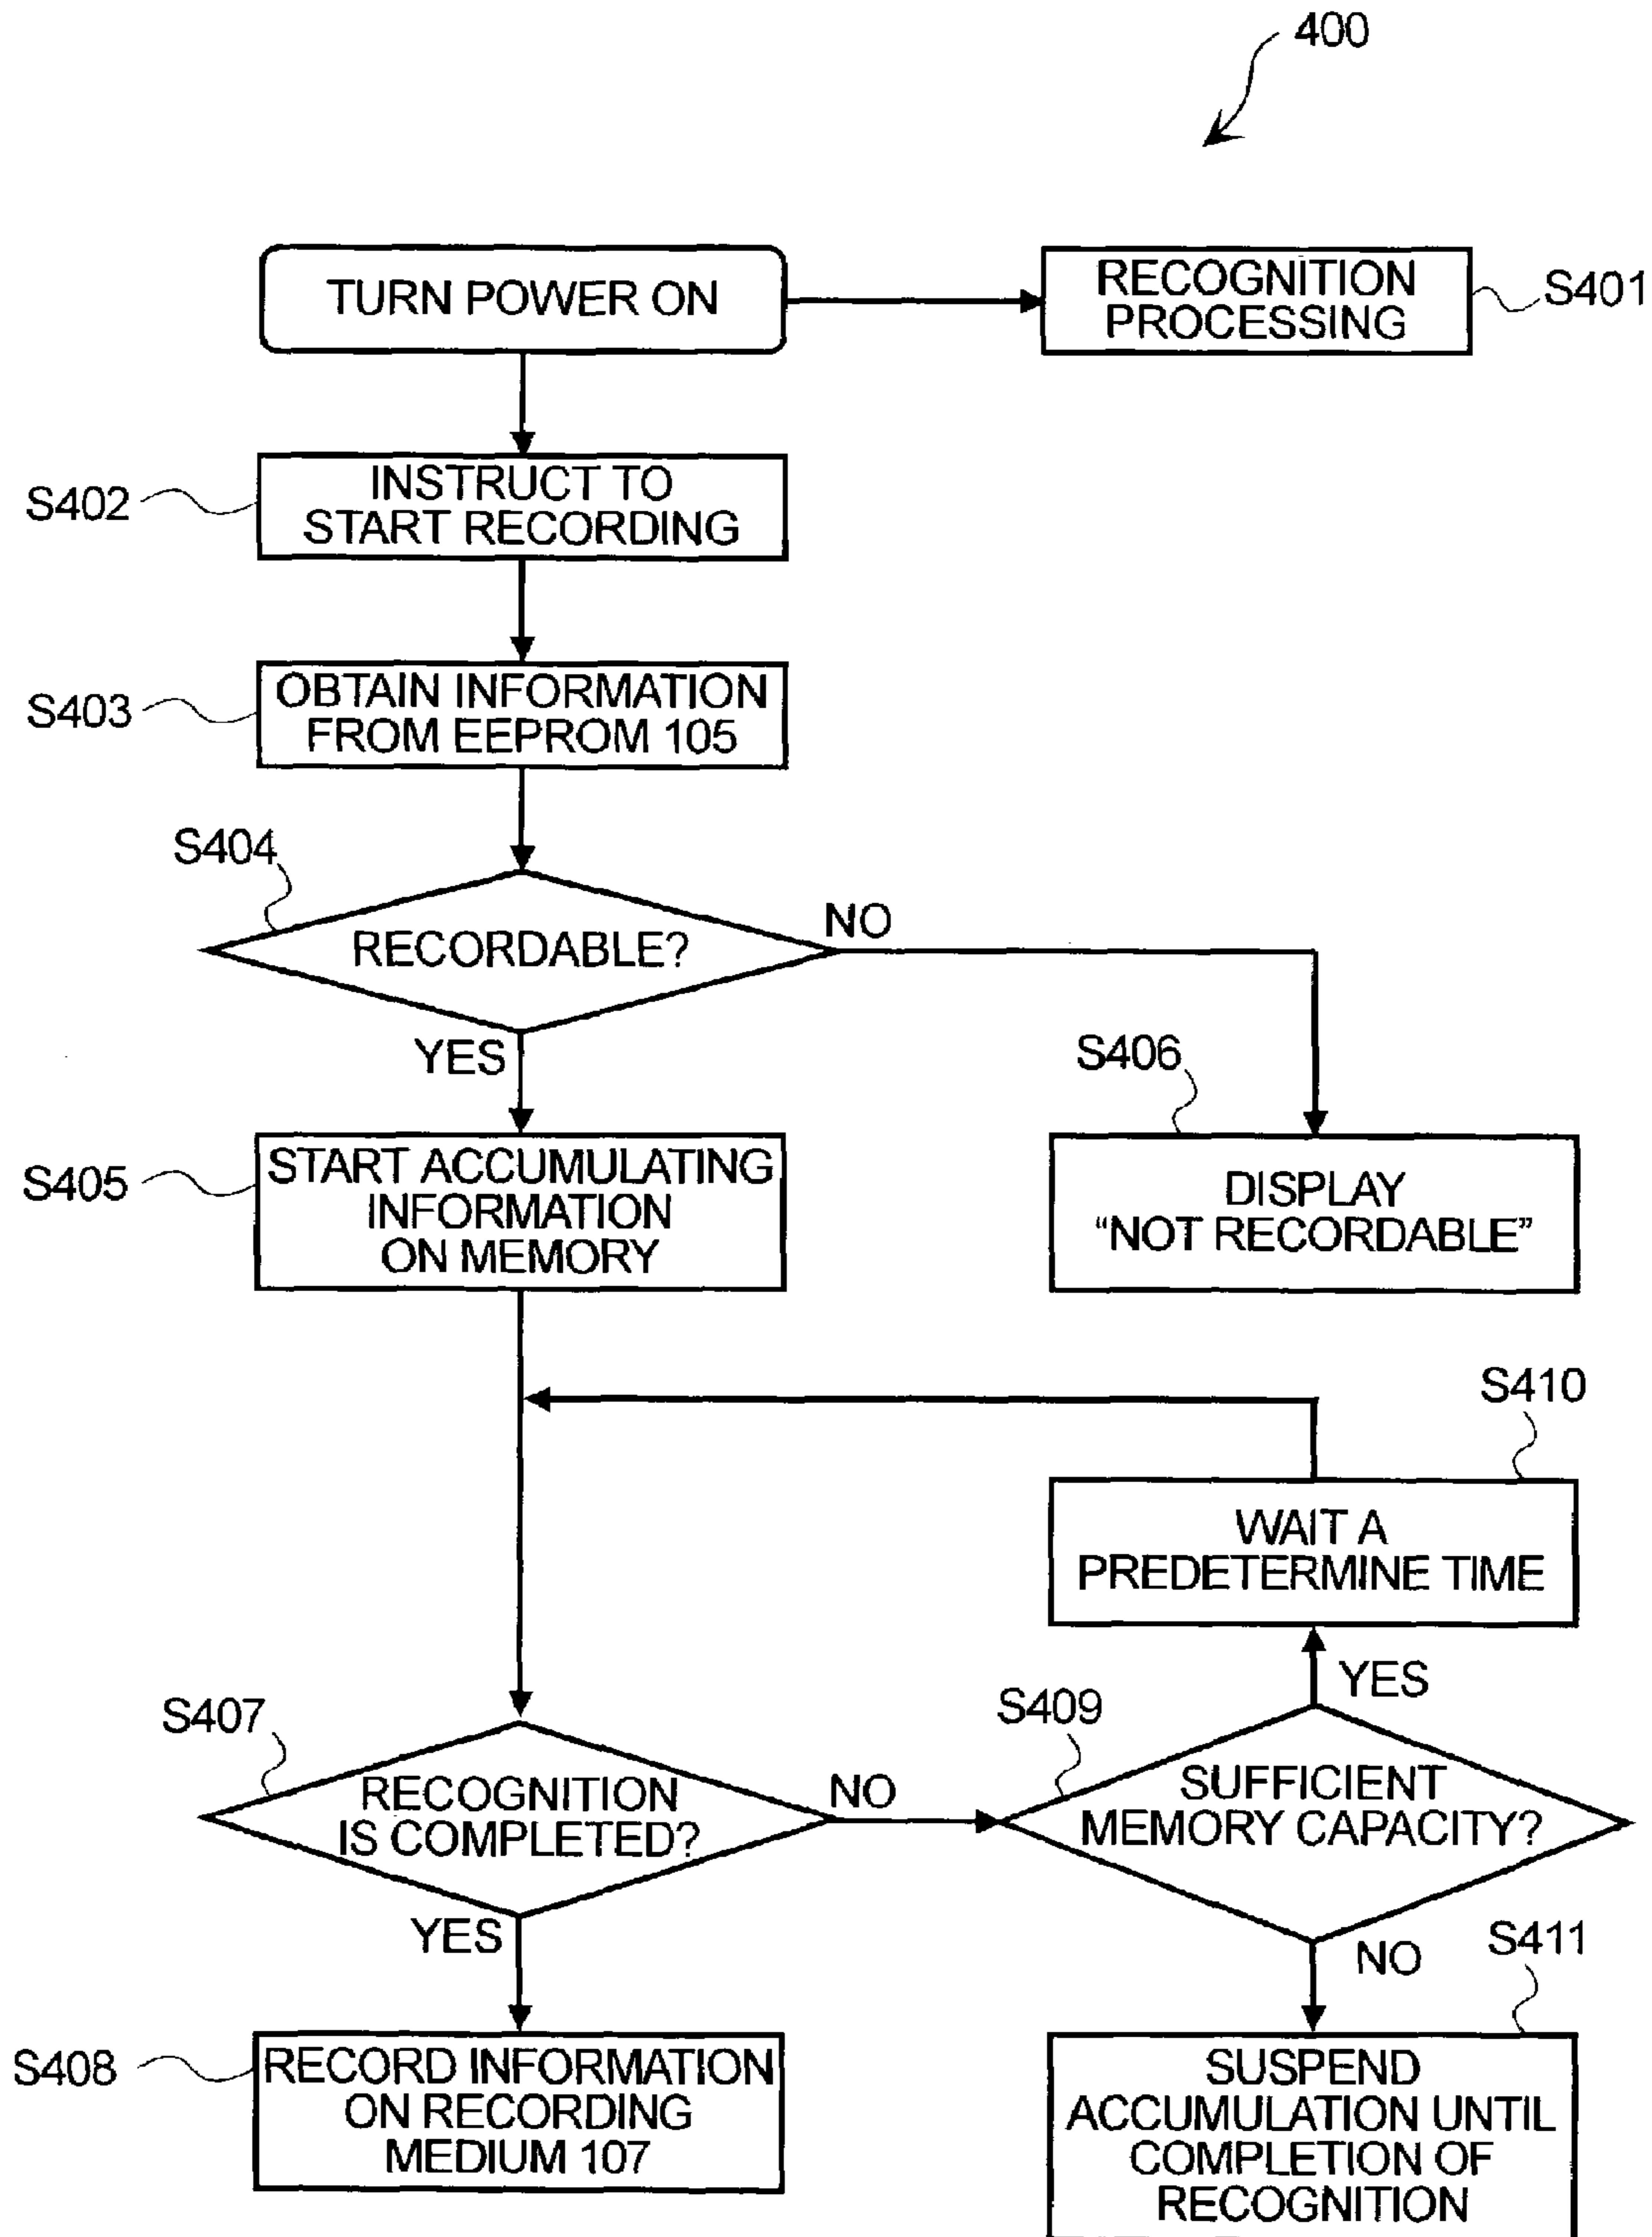 400
TURN POWER ON
RECOGNITION
PROCESSING
S401
S402
INSTRUCT TO
START RECORDING
S403
OBTAIN INFORMATION
FROM EEPROM 105
S404
RECORDABLE?
NO
YES
S405
START ACCUMULATING
INFORMATION
ON MEMORY
S406
DISPLAY
“NOT RECORDABLE”
S410
WAIT A
PREDETERMINE TIME
YES
S407
RECOGNITION
IS COMPLETED?
NO
S409
SUFFICIENT
MEMORY CAPACITY?
YES
NO
S408
RECORD INFORMATION
ON RECORDING
MEDIUM 107
S411
SUSPEND
ACCUMULATION UNTIL
COMPLETION OF
RECOGNITION